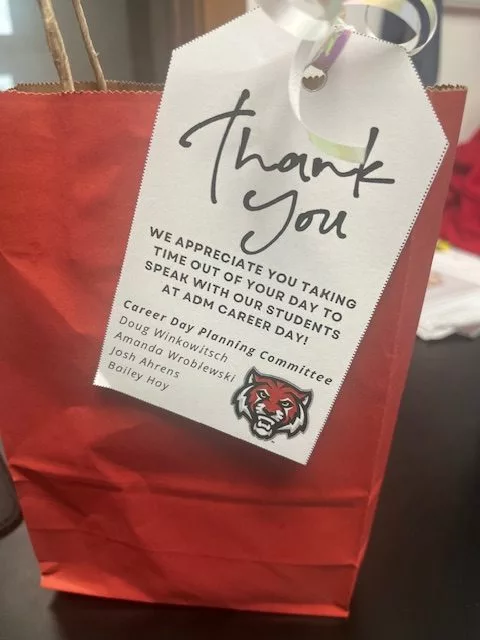 Thank
you
WE APPRECIATE YOU TAKING
TIME OUT OF YOUR DAY TO
SPEAK WITH OUR STUDENTS
AT ADM CAREER DAY!
Career Day Planning Committee
Doug Winkowitsch
Amanda Wroblewski
Josh Ahrens
Bailey Hoy